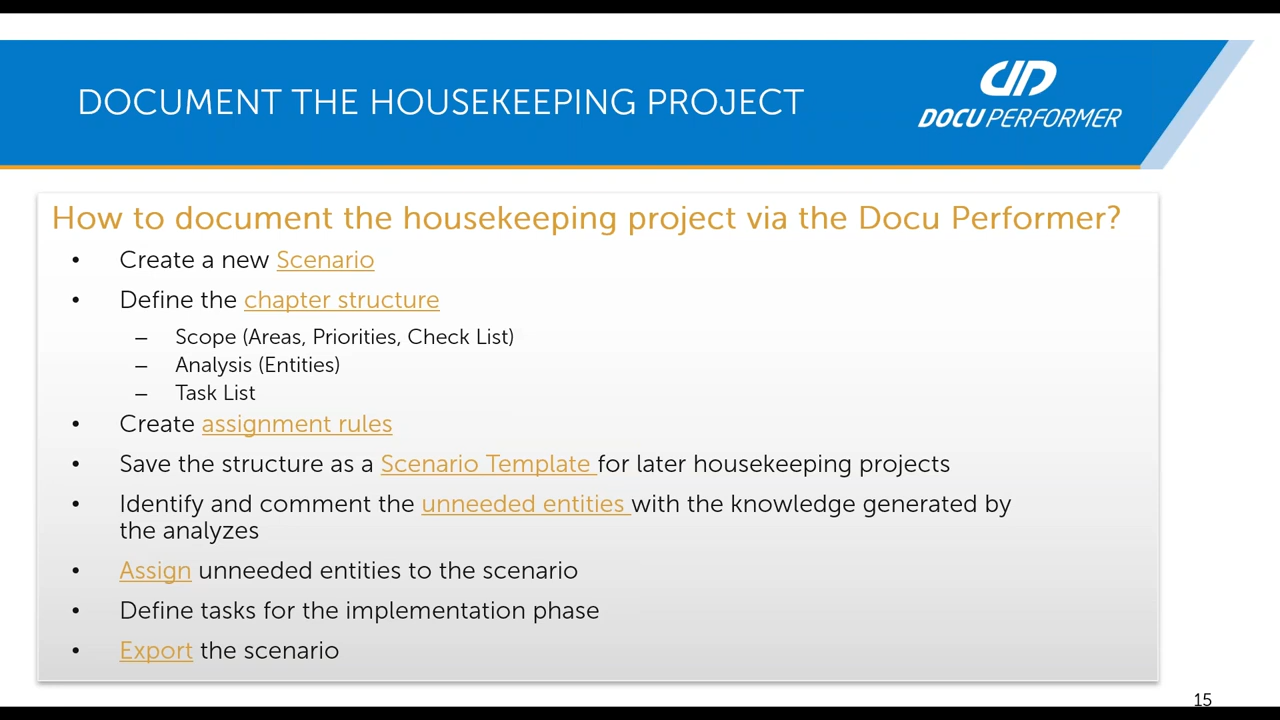 DOCUMENT THE HOUSEKEEPING PROJECT
DOCU PERFORMER
How to document the housekeeping project via the Docu Performer?
• Create a new Scenario
• Define the chapter structure
– Scope (Areas, Priorities, Check List)
– Analysis (Entities)
– Task List
• Create assignment rules
• Save the structure as a Scenario Template for later housekeeping projects
• Identify and comment the unneeded entities with the knowledge generated by
the analyzes
• Assign unneeded entities to the scenario
• Define tasks for the implementation phase
• Export the scenario
15